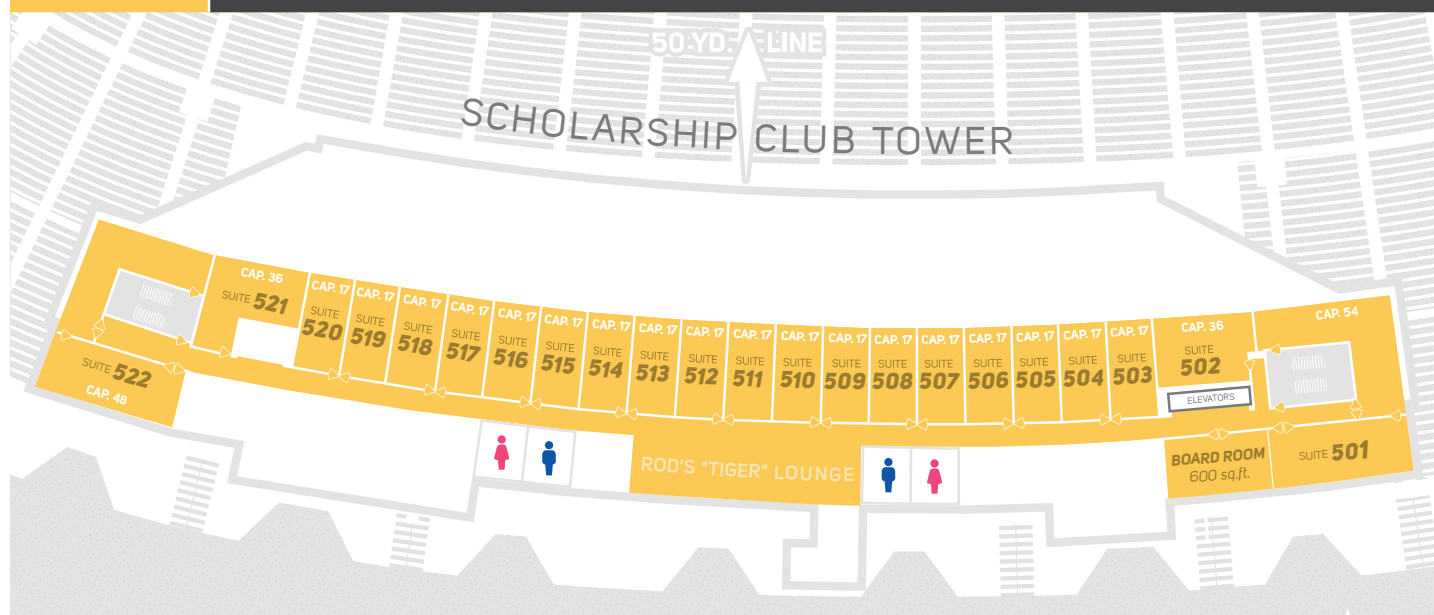 50 YD. LINE
SCHOLARSHIP CLUB TOWER
CAP. 36
SUITE 521
CAP. 17
SUITE
520
CAP. 17
SUITE
519
CAP. 17
SUITE
518
CAP. 17
SUITE
517
CAP. 17
SUITE
516
CAP. 17
SUITE
515
CAP. 17
SUITE
514
CAP. 17
SUITE
513
CAP. 17
SUITE
512
CAP. 17
SUITE
511
CAP. 17
SUITE
510
CAP. 17
SUITE
509
CAP. 17
SUITE
508
CAP. 17
SUITE
507
CAP. 17
SUITE
506
CAP. 17
SUITE
505
CAP. 17
SUITE
504
CAP. 17
SUITE
503
CAP. 36
SUITE
502
ELEVATORS
CAP. 54
SUITE 522
CAP. 48
ROD'S "TIGER" LOUNGE
BOARD ROOM
600 sq.ft.
SUITE 501